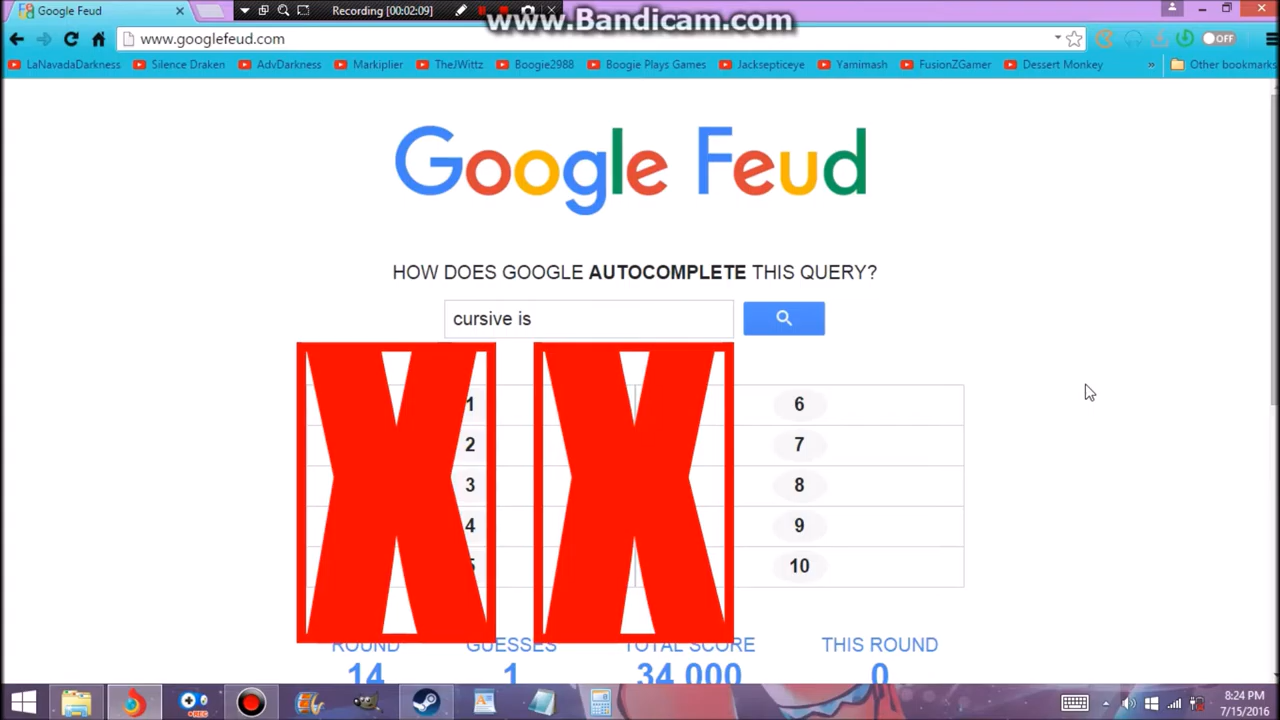 Google Feud
Recording [00:02:09]
www.Bandicam.com
www.googlefeud.com
OFF
LaNavadaDarkness
Silence Draken
AdvDarkness
Markiplier
TheJWittz
Boogie2988
Boogie Plays Games
Jacksepticeye
Yamimash
FusionZGamer
Dessert Monkey
»
Other bookmarks
Google Feud
HOW DOES GOOGLE AUTOCOMPLETE THIS QUERY?
cursive is
X X
1 6
2 7
3 8
4 9
5 10
ROUND GUESSES TOTAL SCORE THIS ROUND
14 1 34,000 0
REC
8:24 PM
7/15/2016